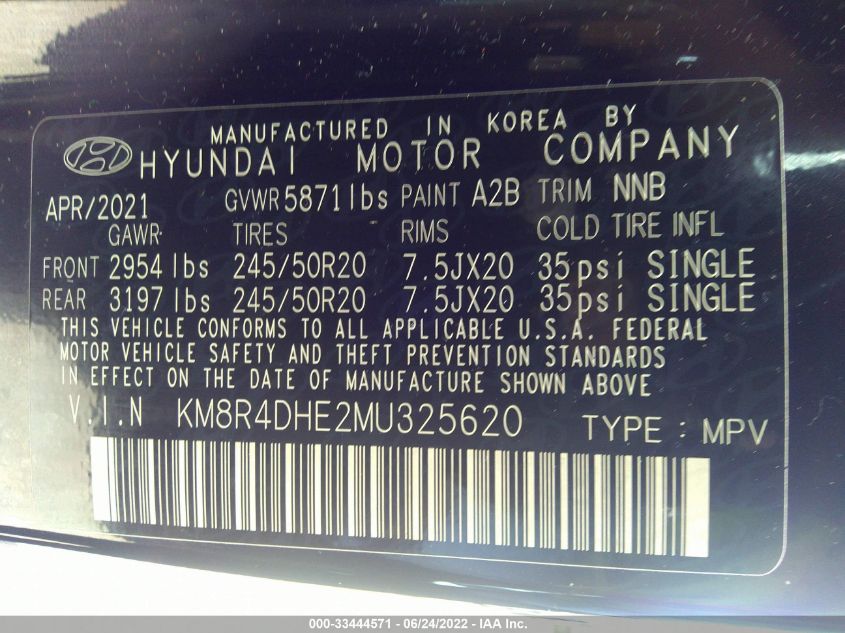 MANUFACTURED IN KOREA BY
HYUNDAI MOTOR COMPANY
APR/2021 GVWR 5871 lbs PAINT A2B TRIM NNB
GAWR TIRES RIMS COLD TIRE INFL
FRONT 2954 lbs 245/50R20 7.5JX20 35psi SINGLE
REAR 3197 lbs 245/50R20 7.5JX20 35psi SINGLE
THIS VEHICLE CONFORMS TO ALL APPLICABLE U.S.A. FEDERAL
MOTOR VEHICLE SAFETY AND THEFT PREVENTION STANDARDS
IN EFFECT ON THE DATE OF MANUFACTURE SHOWN ABOVE
V.I.N KM8R4DHE2MU325620 TYPE : MPV
000-33444571 - 06/24/2022 - IAA Inc.